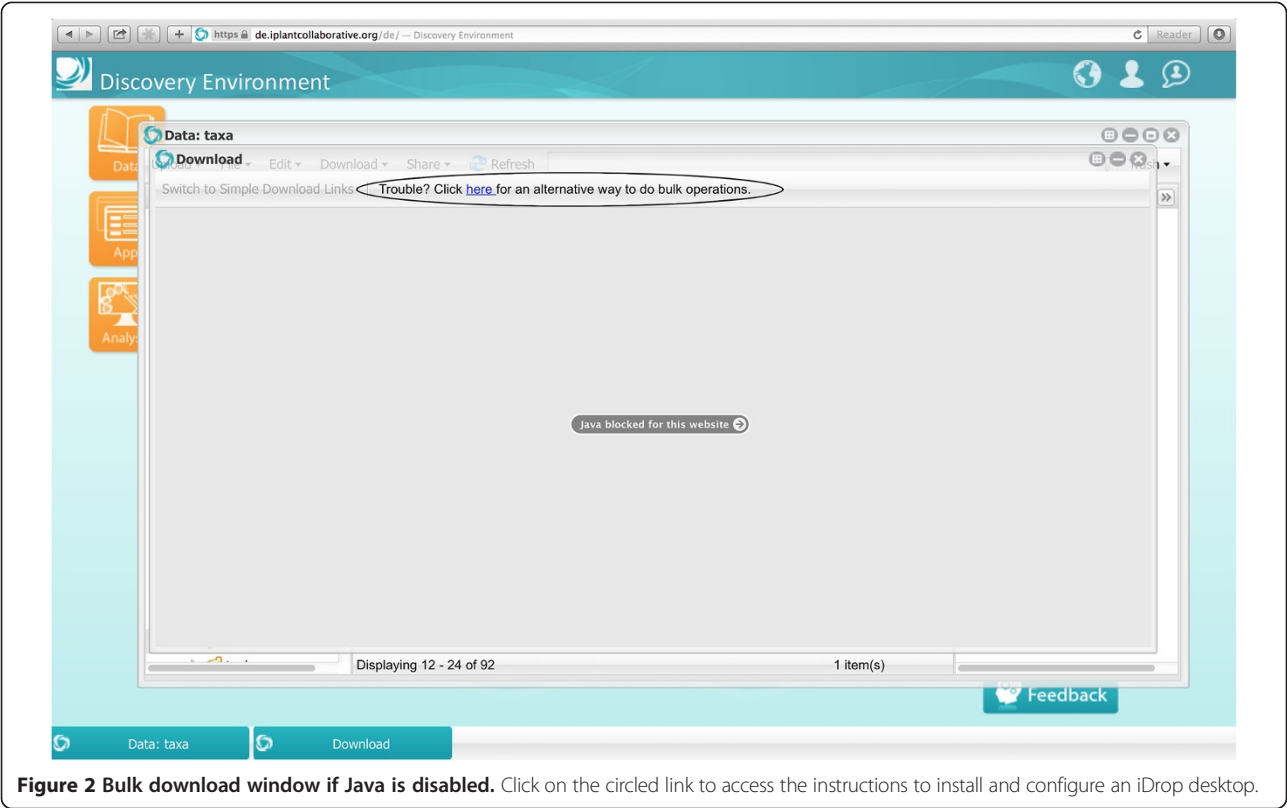 https de.iplantcollaborative.org/de/ — Discovery Environment
Reader
Discovery Environment
Data: taxa
Data
Download
Edit
Download
Share
Refresh
Switch to Simple Download Links
Trouble? Click here for an alternative way to do bulk operations.
Java blocked for this website
Displaying 12 - 24 of 92
1 item(s)
Feedback
Data: taxa
Download
Figure 2 Bulk download window if Java is disabled. Click on the circled link to access the instructions to install and configure an iDrop desktop.